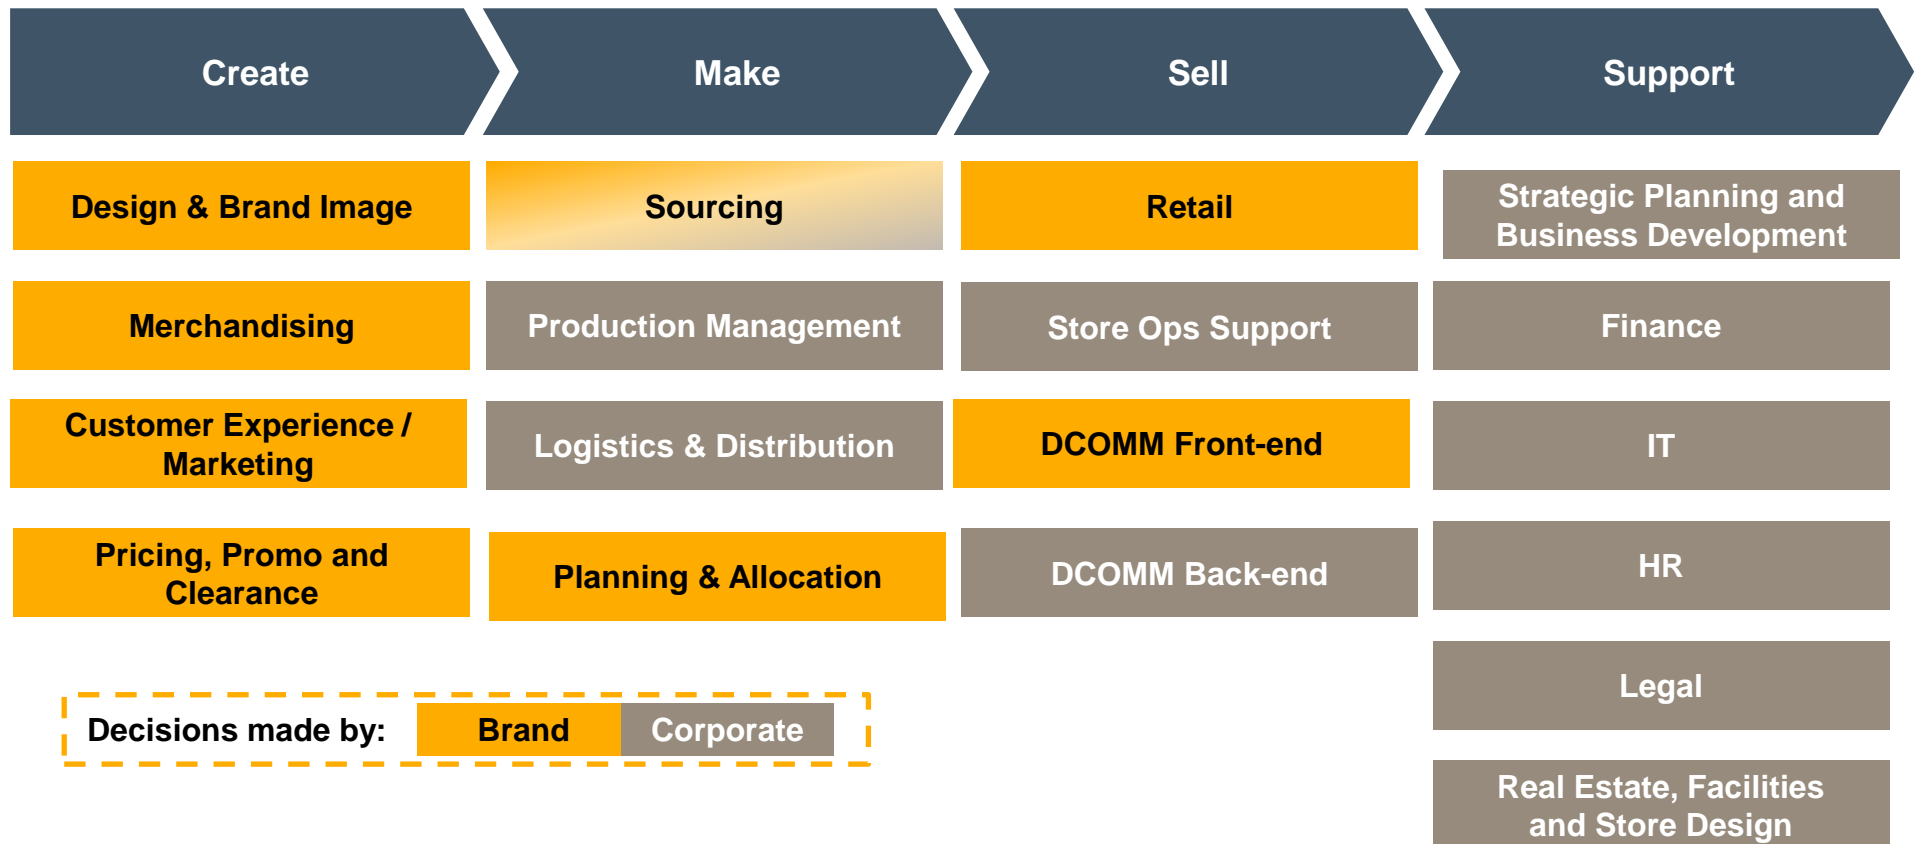 Create
Make
Sell
Support
Design & Brand Image
Sourcing
Retail
Strategic Planning and
Business Development
Merchandising
Production Management
Store Ops Support
Finance
Customer Experience /
Marketing
Logistics & Distribution
DCOMM Front-end
IT
Pricing, Promo and
Clearance
Planning & Allocation
DCOMM Back-end
HR
Legal
Decisions made by:
Brand
Corporate
Real Estate, Facilities
and Store Design